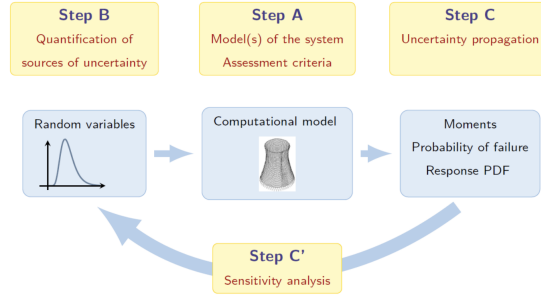 Step B
Quantification of
sources of uncertainty
Step A
Model(s) of the system
Assessment criteria
Step C
Uncertainty propagation
Random variables
Computational model
Moments
Probability of failure
Response PDF
Step C'
Sensitivity analysis